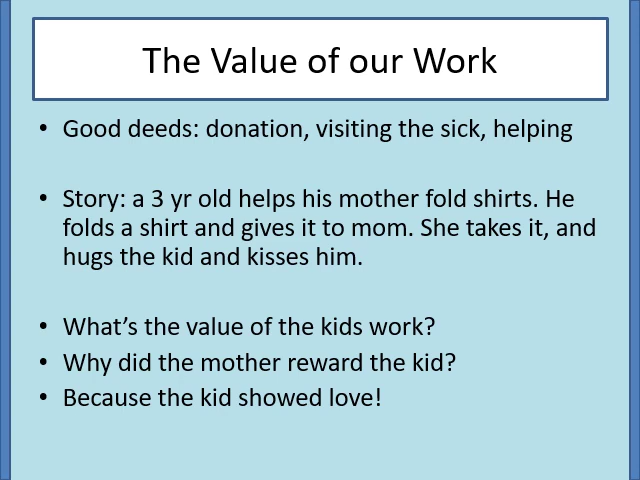 The Value of our Work
• Good deeds: donation, visiting the sick, helping
• Story: a 3 yr old helps his mother fold shirts. He
folds a shirt and gives it to mom. She takes it, and
hugs the kid and kisses him.
• What’s the value of the kids work?
• Why did the mother reward the kid?
• Because the kid showed love!